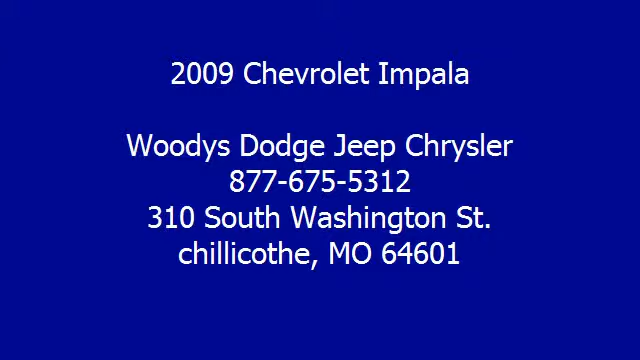 2009 Chevrolet Impala
Woodys Dodge Jeep Chrysler
877-675-5312
310 South Washington St.
chillicothe, MO 64601